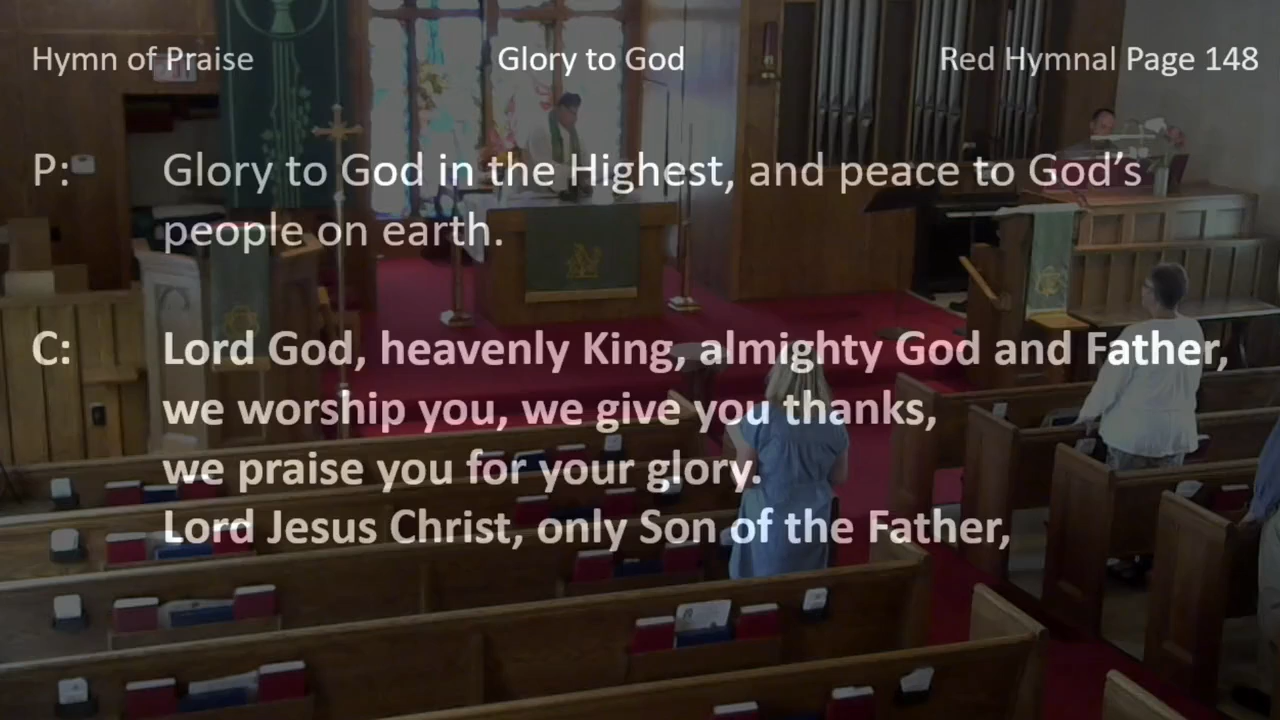 Hymn of Praise Glory to God Red Hymnal Page 148
P: Glory to God in the Highest, and peace to God’s
people on earth.
C: Lord God, heavenly King, almighty God and Father,
we worship you, we give you thanks,
we praise you for your glory.
Lord Jesus Christ, only Son of the Father,